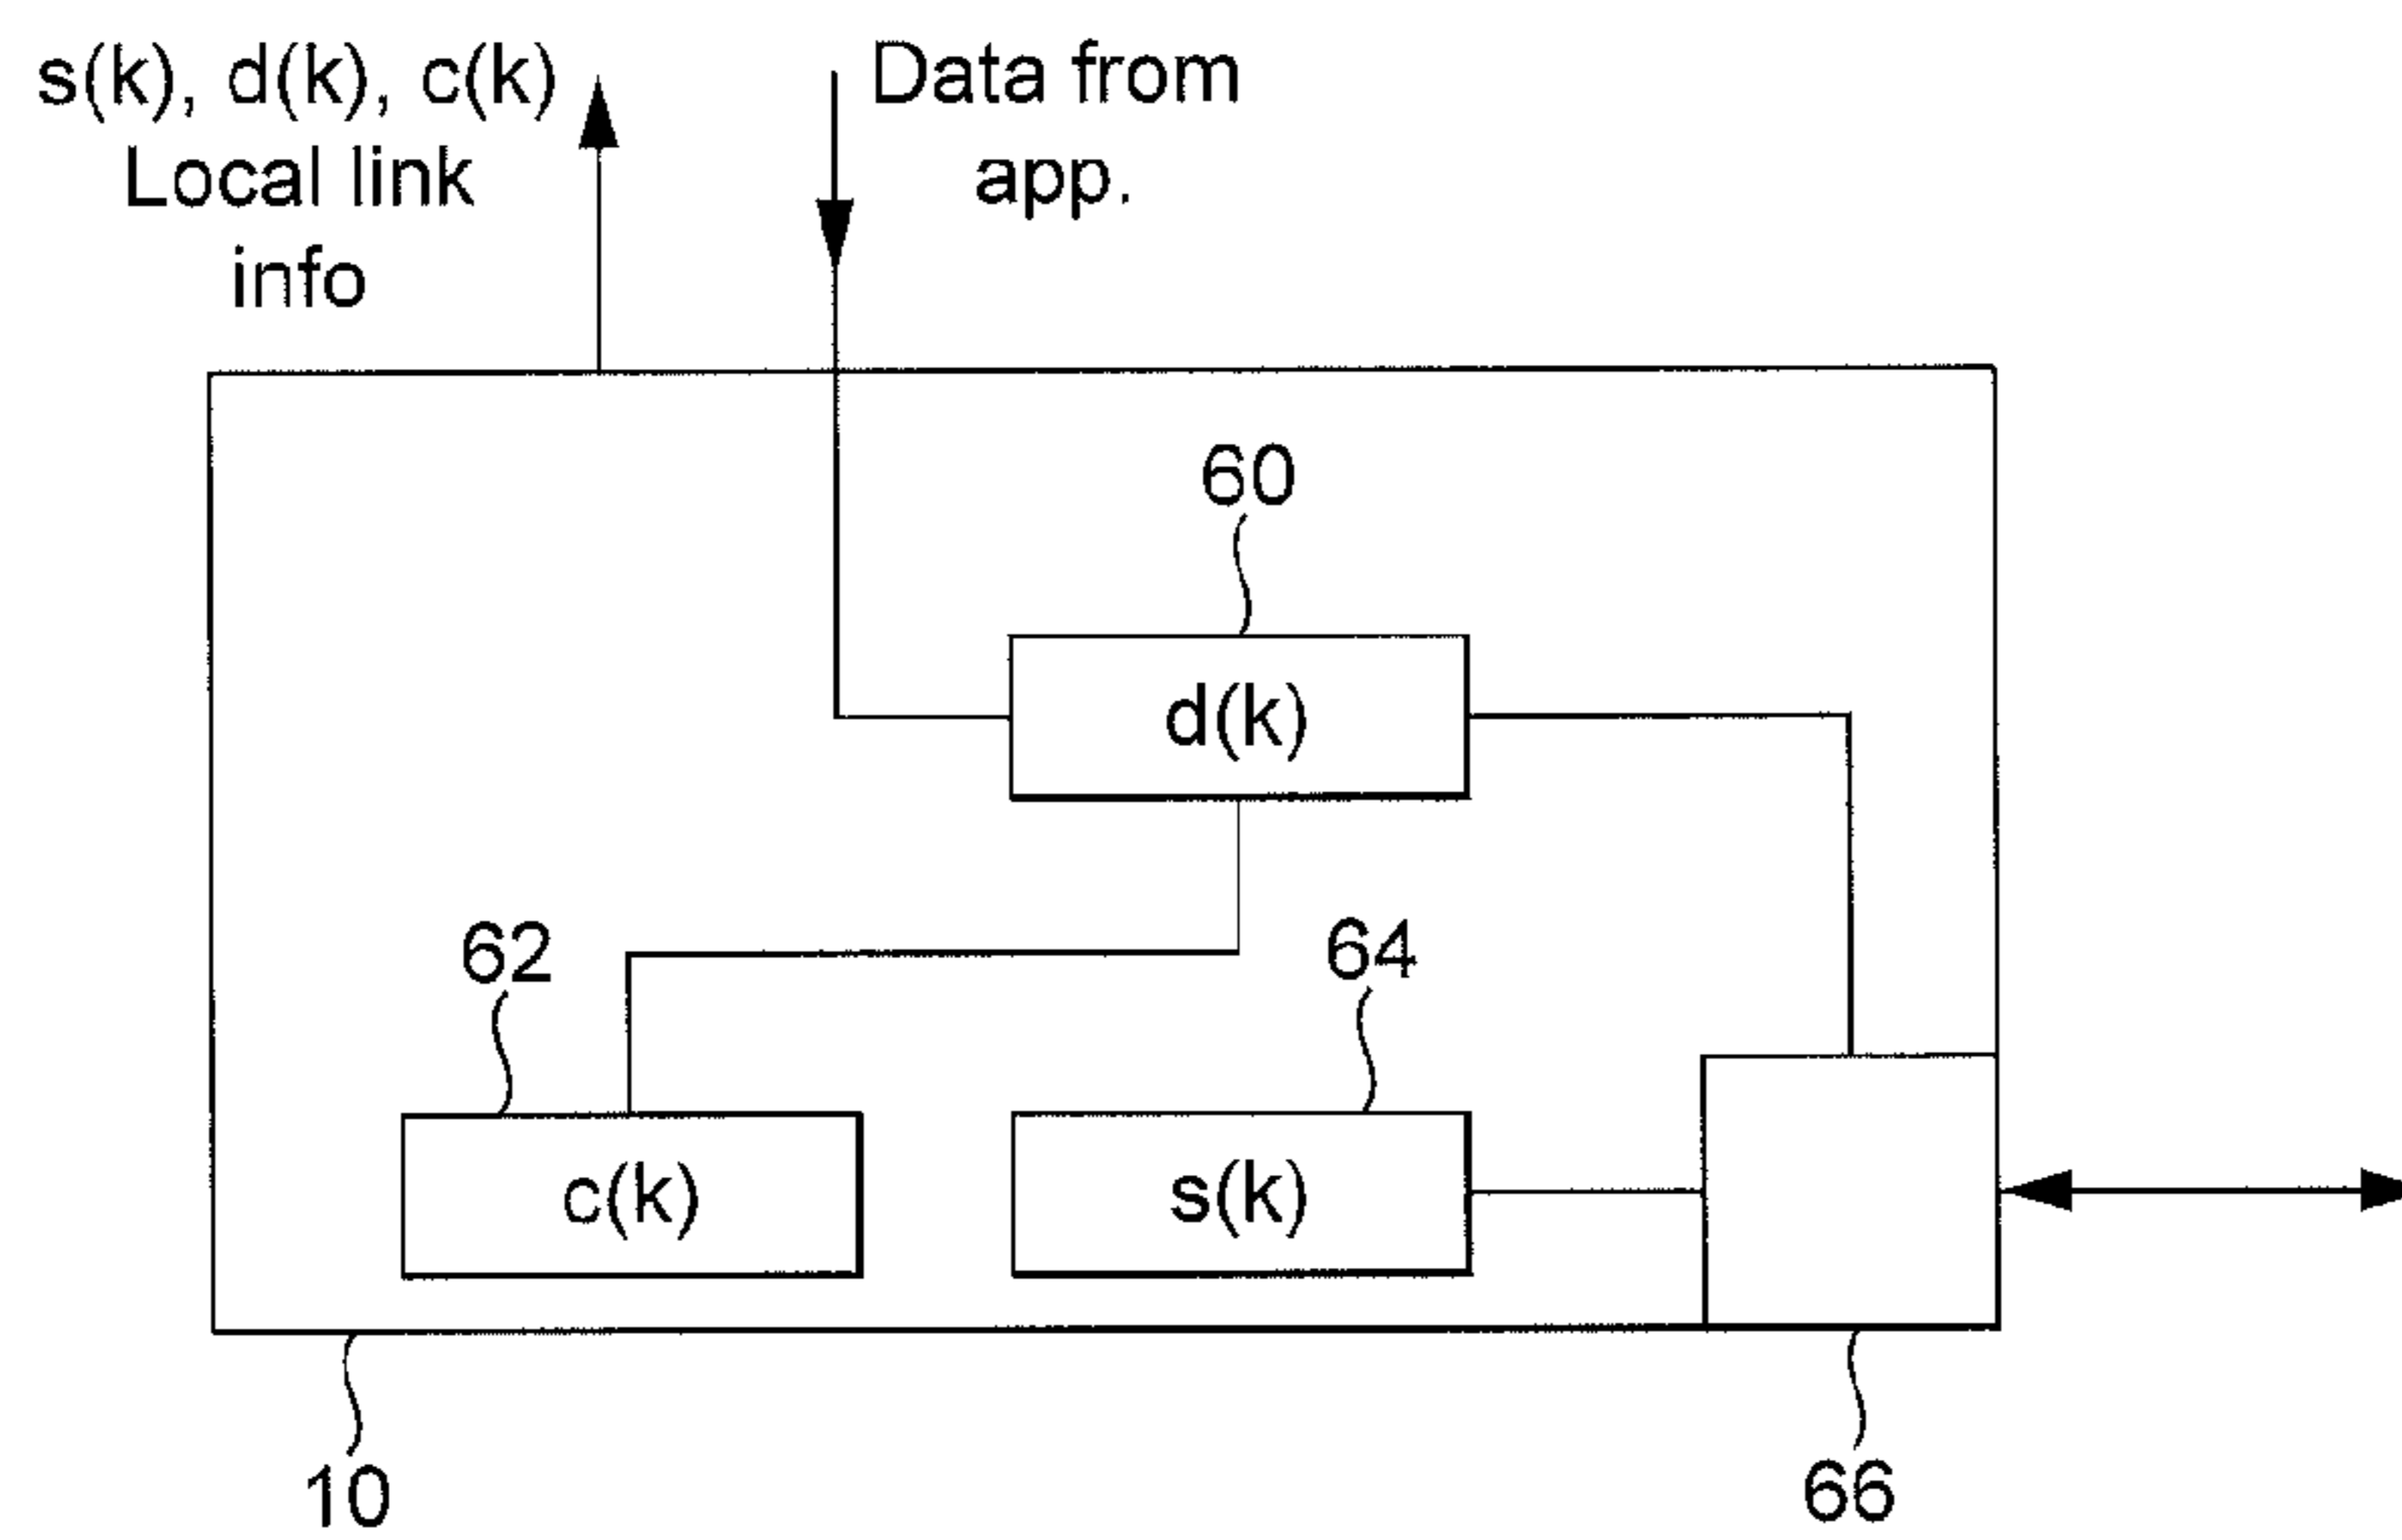 s(k), d(k), c(k)
Local link
info
Data from
app.
60
d(k)
62
64
c(k)
s(k)
10
66